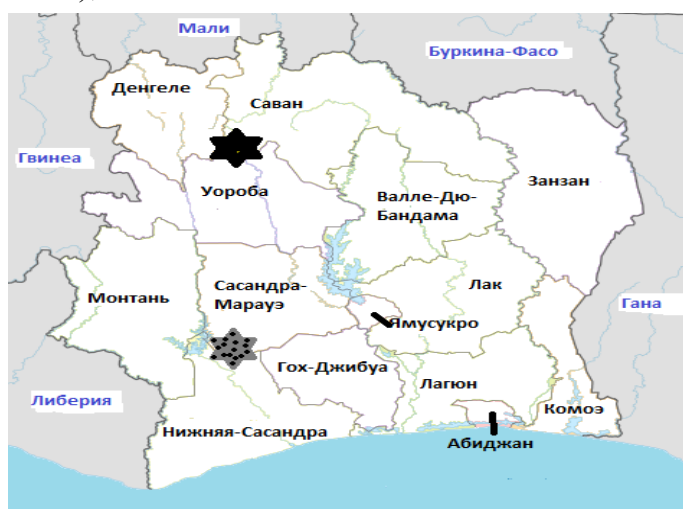 Мали
Буркина-Фасо
Денгеле
Саван
Гвинеа
Уороба
Валле-Дю-
Бандама
Занзан
Монтань
Сасандра-
Марауэ
Лак
Гана
Ямусукро
Гох-Джибуа
Лагюн
Либерия
Комоэ
Нижняя-Сасандра
Абиджан